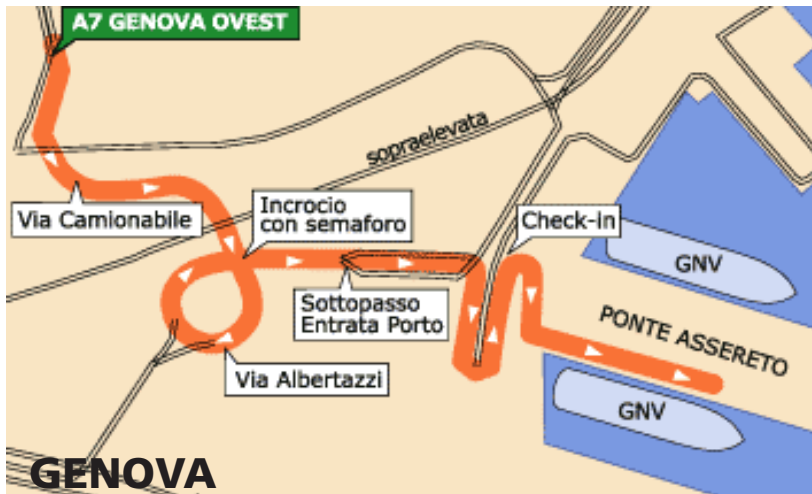 A7 GENOVA OVEST
sopraelevata
Via Camionabile
Incrocio
con semaforo
Check-in
GNV
Sottopasso
Entrata Porto
PONTE ASSERETO
Via Albertazzi
GNV
GENOVA